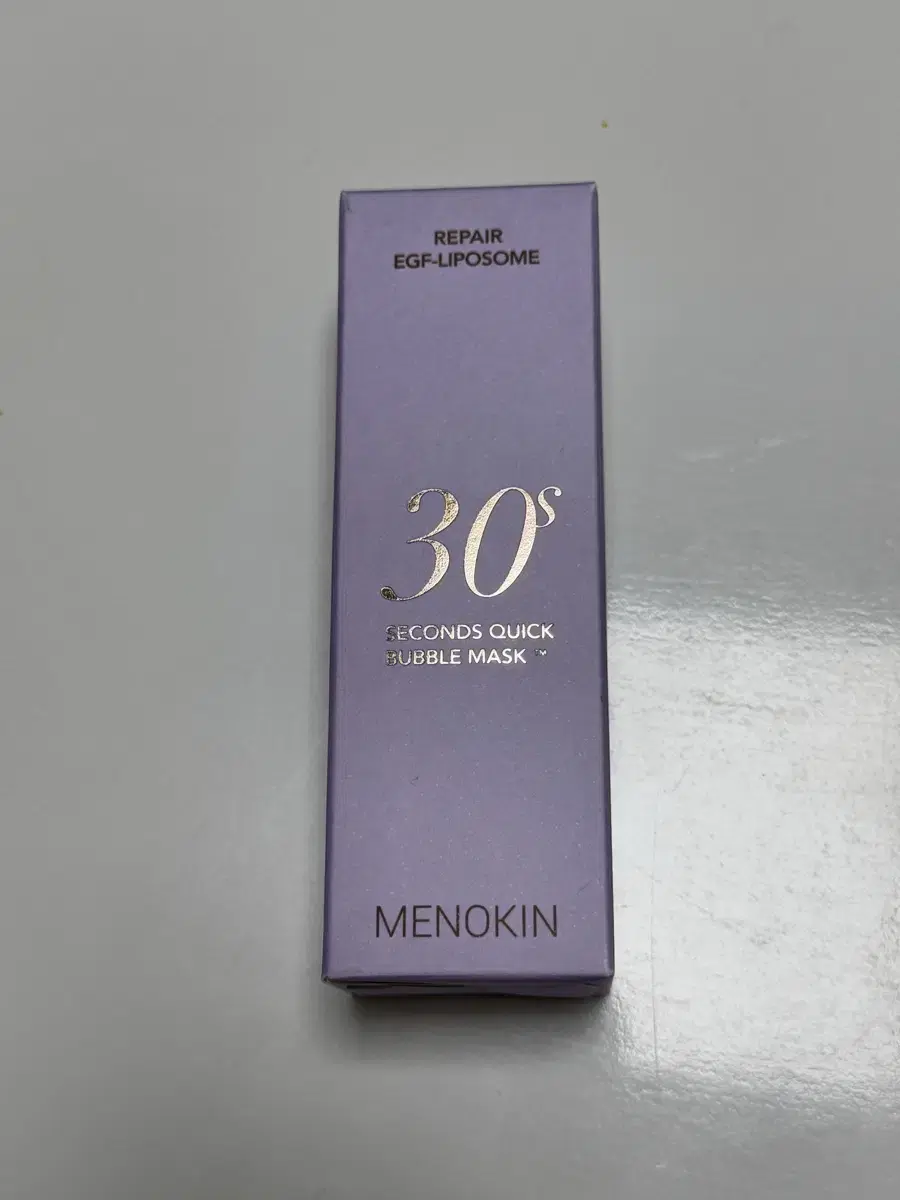 REPAIR
EGF-LIPOSOME
30s
SECONDS QUICK
BUBBLE MASK ™
MENOKIN